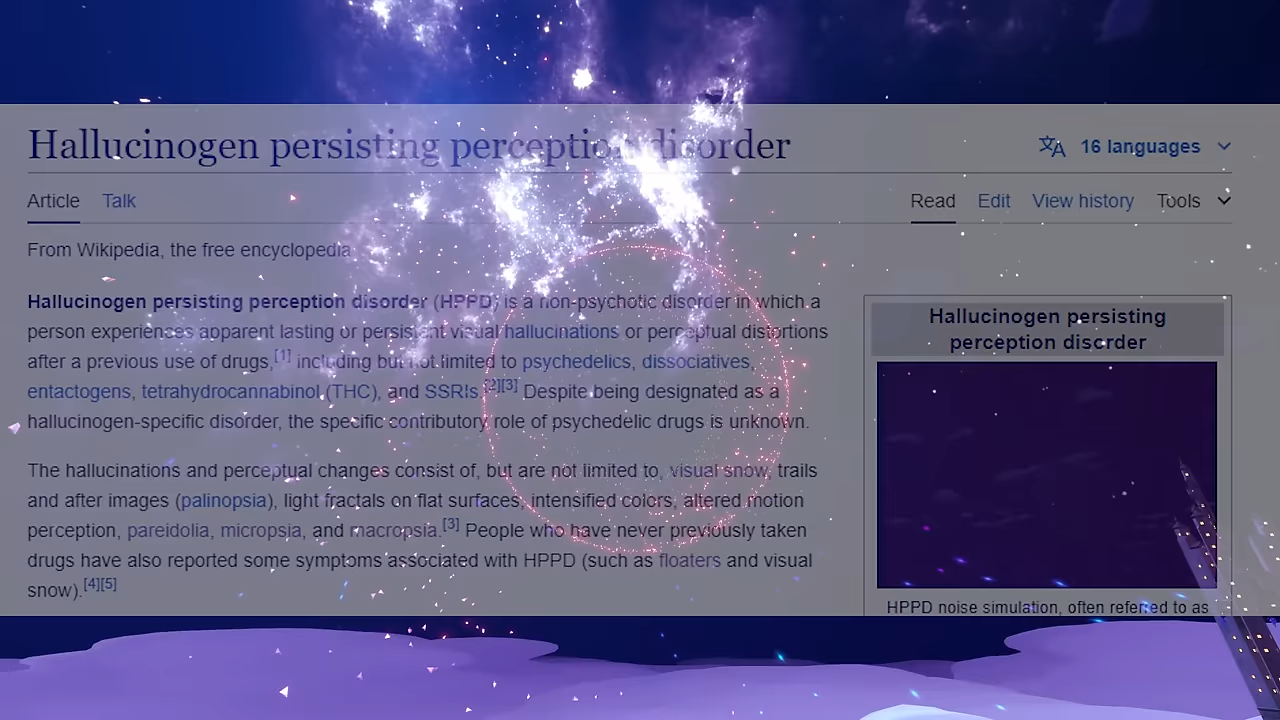 Hallucinogen persisting perception disorder
16 languages
Article Talk
Read Edit View history Tools
From Wikipedia, the free encyclopedia
Hallucinogen persisting perception disorder (HPPD) is a non-psychotic disorder in which a
person experiences apparent lasting or persistent visual hallucinations or perceptual distortions
after a previous use of drugs,[1] including but not limited to psychedelics, dissociatives,
entactogens, tetrahydrocannabinol (THC), and SSRIs.[2][3] Despite being designated as a
hallucinogen-specific disorder, the specific contributory role of psychedelic drugs is unknown.
The hallucinations and perceptual changes consist of, but are not limited to, visual snow, trails
and after images (palinopsia), light fractals on flat surfaces, intensified colors, altered motion
perception, pareidolia, micropsia, and macropsia.[3] People who have never previously taken
drugs have also reported some symptoms associated with HPPD (such as floaters and visual
snow).[4][5]
Hallucinogen persisting
perception disorder
HPPD noise simulation, often referred to as